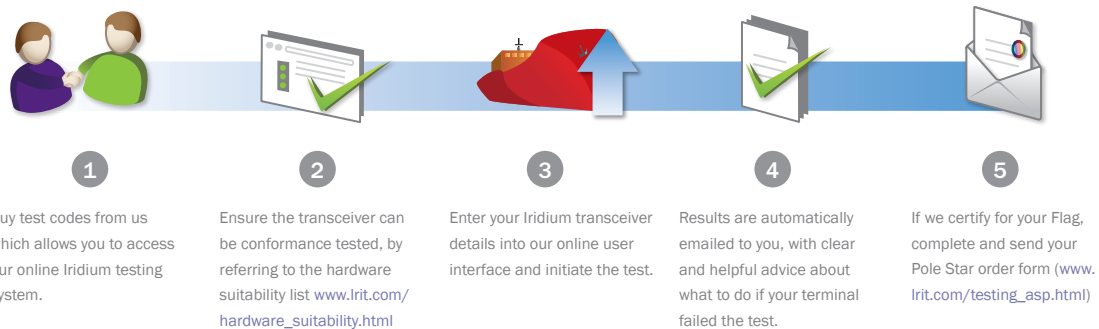 1
2
3
4
5
uy test codes from us
hich allows you to access
ur online Iridium testing
ystem.
Ensure the transceiver can
be conformance tested, by
referring to the hardware
suitability list www.lrit.com/
hardware_suitability.html
Enter your Iridium transceiver
details into our online user
interface and initiate the test.
Results are automatically
emailed to you, with clear
and helpful advice about
what to do if your terminal
failed the test.
If we certify for your Flag,
complete and send your
Pole Star order form (www.
lrit.com/testing_asp.html)